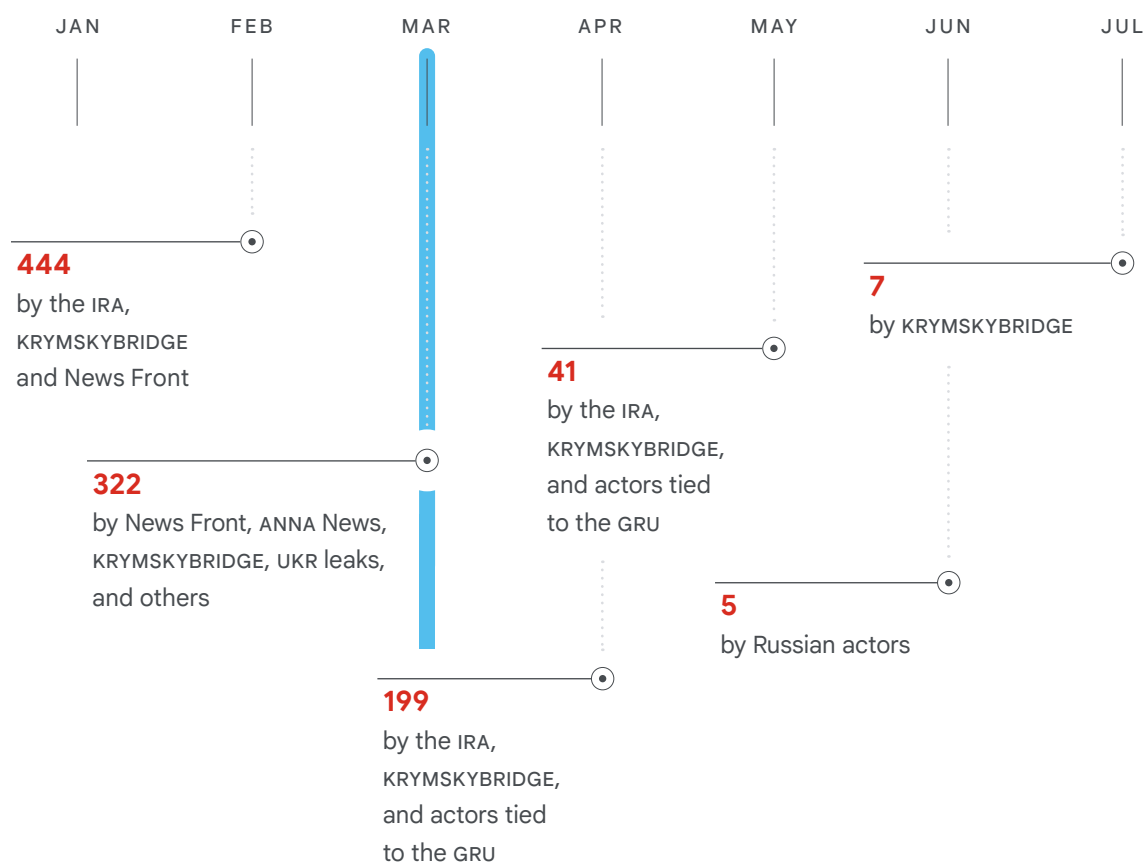 JAN FEB MAR APR MAY JUN JUL
444
by the IRA,
KRYMSKYBRIDGE
and News Front
322
by News Front, ANNA News,
KRYMSKYBRIDGE, UKR leaks,
and others
199
by the IRA,
KRYMSKYBRIDGE,
and actors tied
to the GRU
41
by the IRA,
KRYMSKYBRIDGE,
and actors tied
to the GRU
5
by Russian actors
7
by KRYMSKYBRIDGE